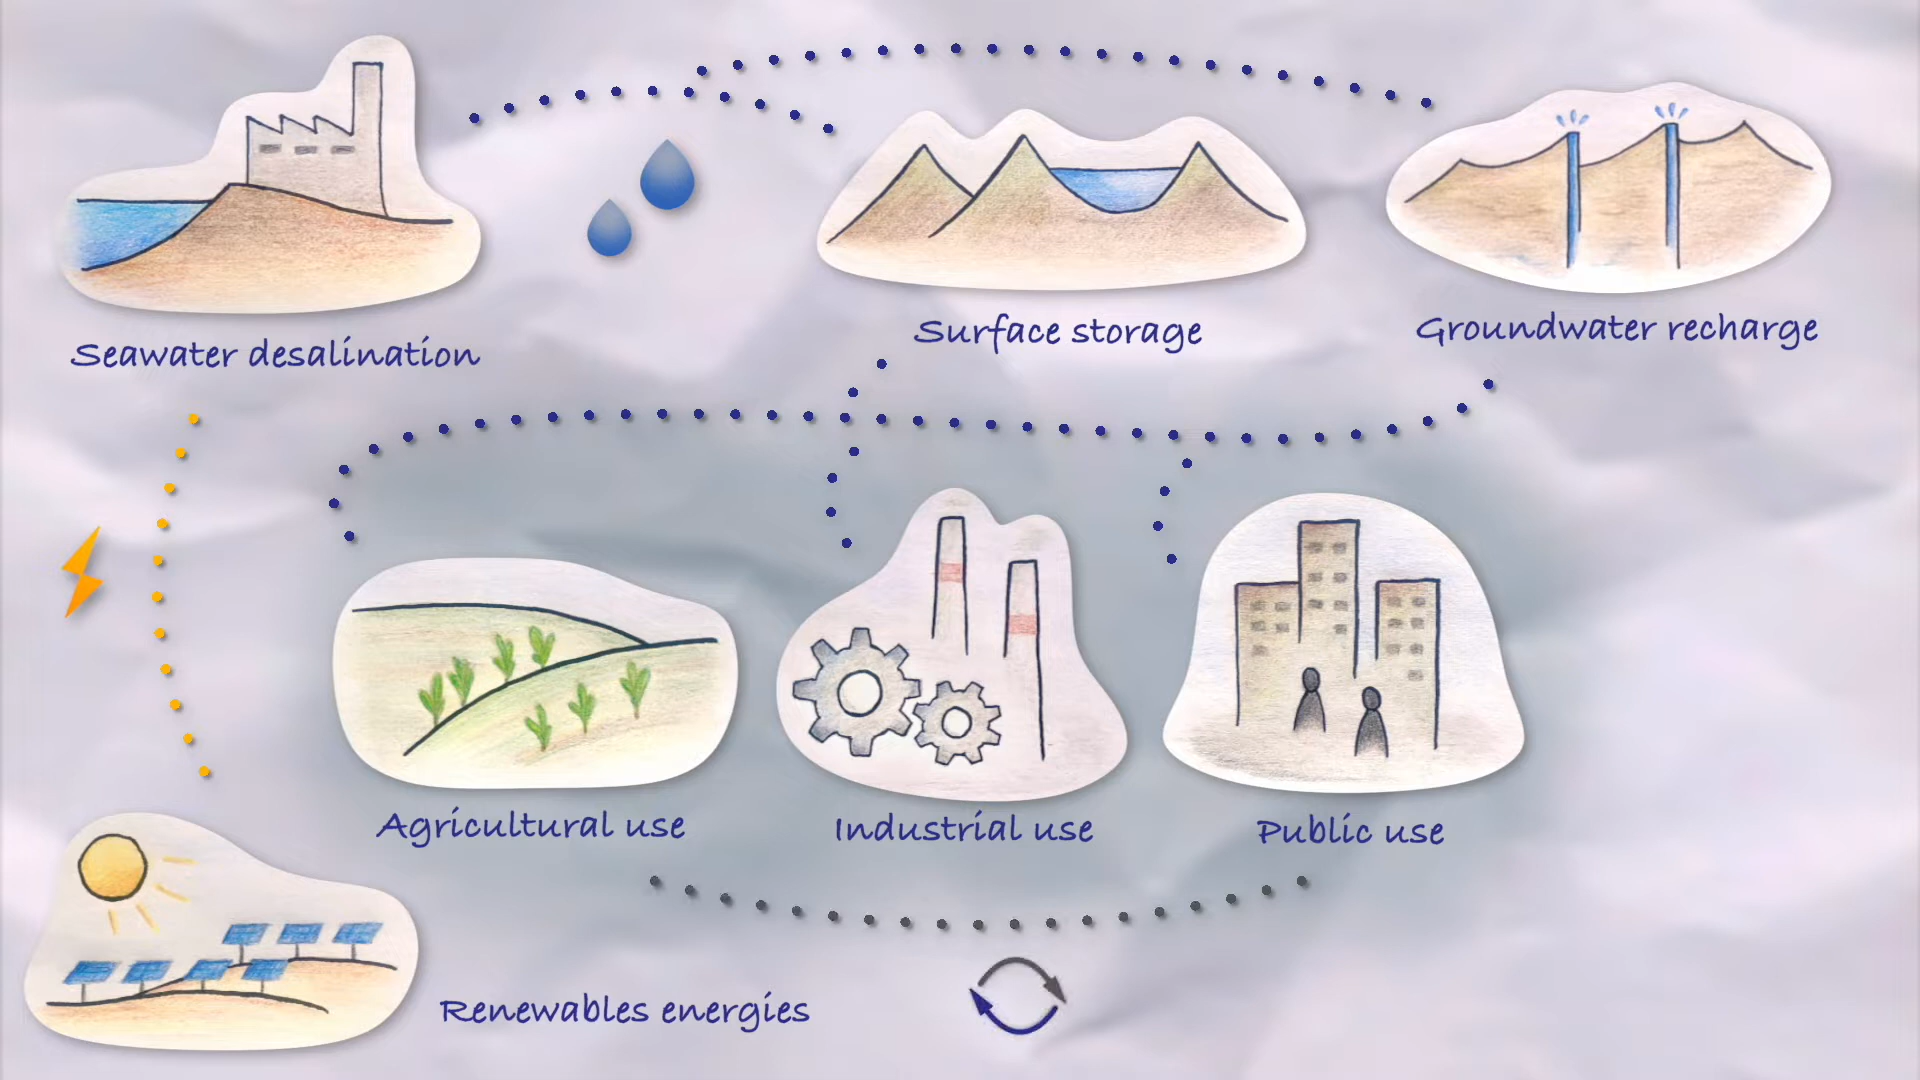 Seawater desalination
Surface storage
Groundwater recharge
Agricultural use
Industrial use
Public use
Renewables energies